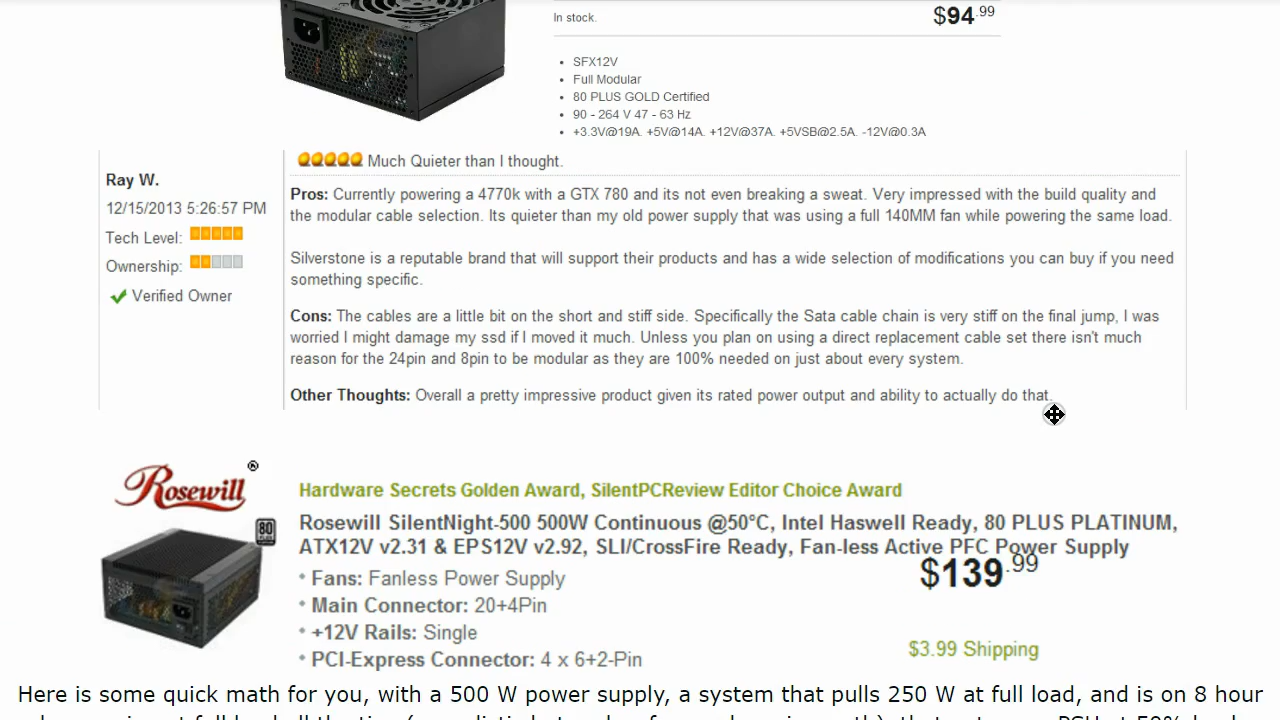 In stock.
$94.99
• SFX12V
• Full Modular
• 80 PLUS GOLD Certified
• 90 - 264 V 47 - 63 Hz
• +3.3V@19A. +5V@14A. +12V@37A. +5VSB@2.5A. -12V@0.3A
Ray W.
12/15/2013 5:26:57 PM
Tech Level:
Ownership:
Verified Owner
Much Quieter than I thought.
Pros: Currently powering a 4770k with a GTX 780 and its not even breaking a sweat. Very impressed with the build quality and
the modular cable selection. Its quieter than my old power supply that was using a full 140MM fan while powering the same load.
Silverstone is a reputable brand that will support their products and has a wide selection of modifications you can buy if you need
something specific.
Cons: The cables are a little bit on the short and stiff side. Specifically the Sata cable chain is very stiff on the final jump, I was
worried I might damage my ssd if I moved it much. Unless you plan on using a direct replacement cable set there isn't much
reason for the 24pin and 8pin to be modular as they are 100% needed on just about every system.
Other Thoughts: Overall a pretty impressive product given its rated power output and ability to actually do that.
Rosewill ®
80
Hardware Secrets Golden Award, SilentPCReview Editor Choice Award
Rosewill SilentNight-500 500W Continuous @50°C, Intel Haswell Ready, 80 PLUS PLATINUM,
ATX12V v2.31 & EPS12V v2.92, SLI/CrossFire Ready, Fan-less Active PFC Power Supply
• Fans: Fanless Power Supply
• Main Connector: 20+4Pin
• +12V Rails: Single
• PCI-Express Connector: 4 x 6+2-Pin
$139.99
$3.99 Shipping
Here is some quick math for you, with a 500 W power supply, a system that pulls 250 W at full load, and is on 8 hour